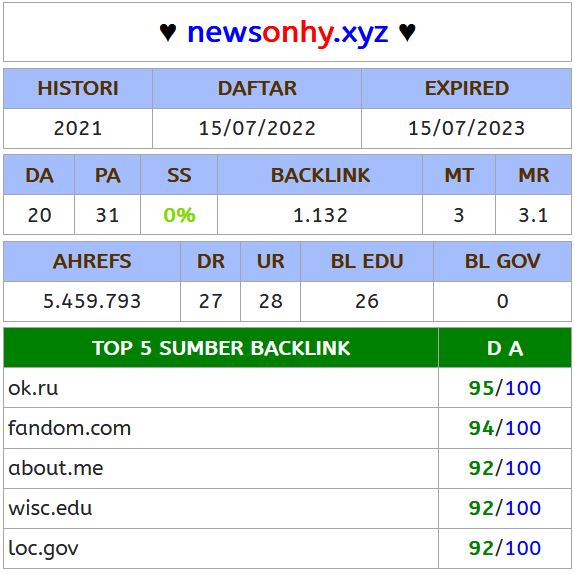 ♥ newsonhy.xyz ♥
HISTORI DAFTAR EXPIRED
2021 15/07/2022 15/07/2023
DA PA SS BACKLINK MT MR
20 31 0% 1.132 3 3.1
AHREFS DR UR BL EDU BL GOV
5.459.793 27 28 26 0
TOP 5 SUMBER BACKLINK D A
ok.ru 95/100
fandom.com 94/100
about.me 92/100
wisc.edu 92/100
loc.gov 92/100